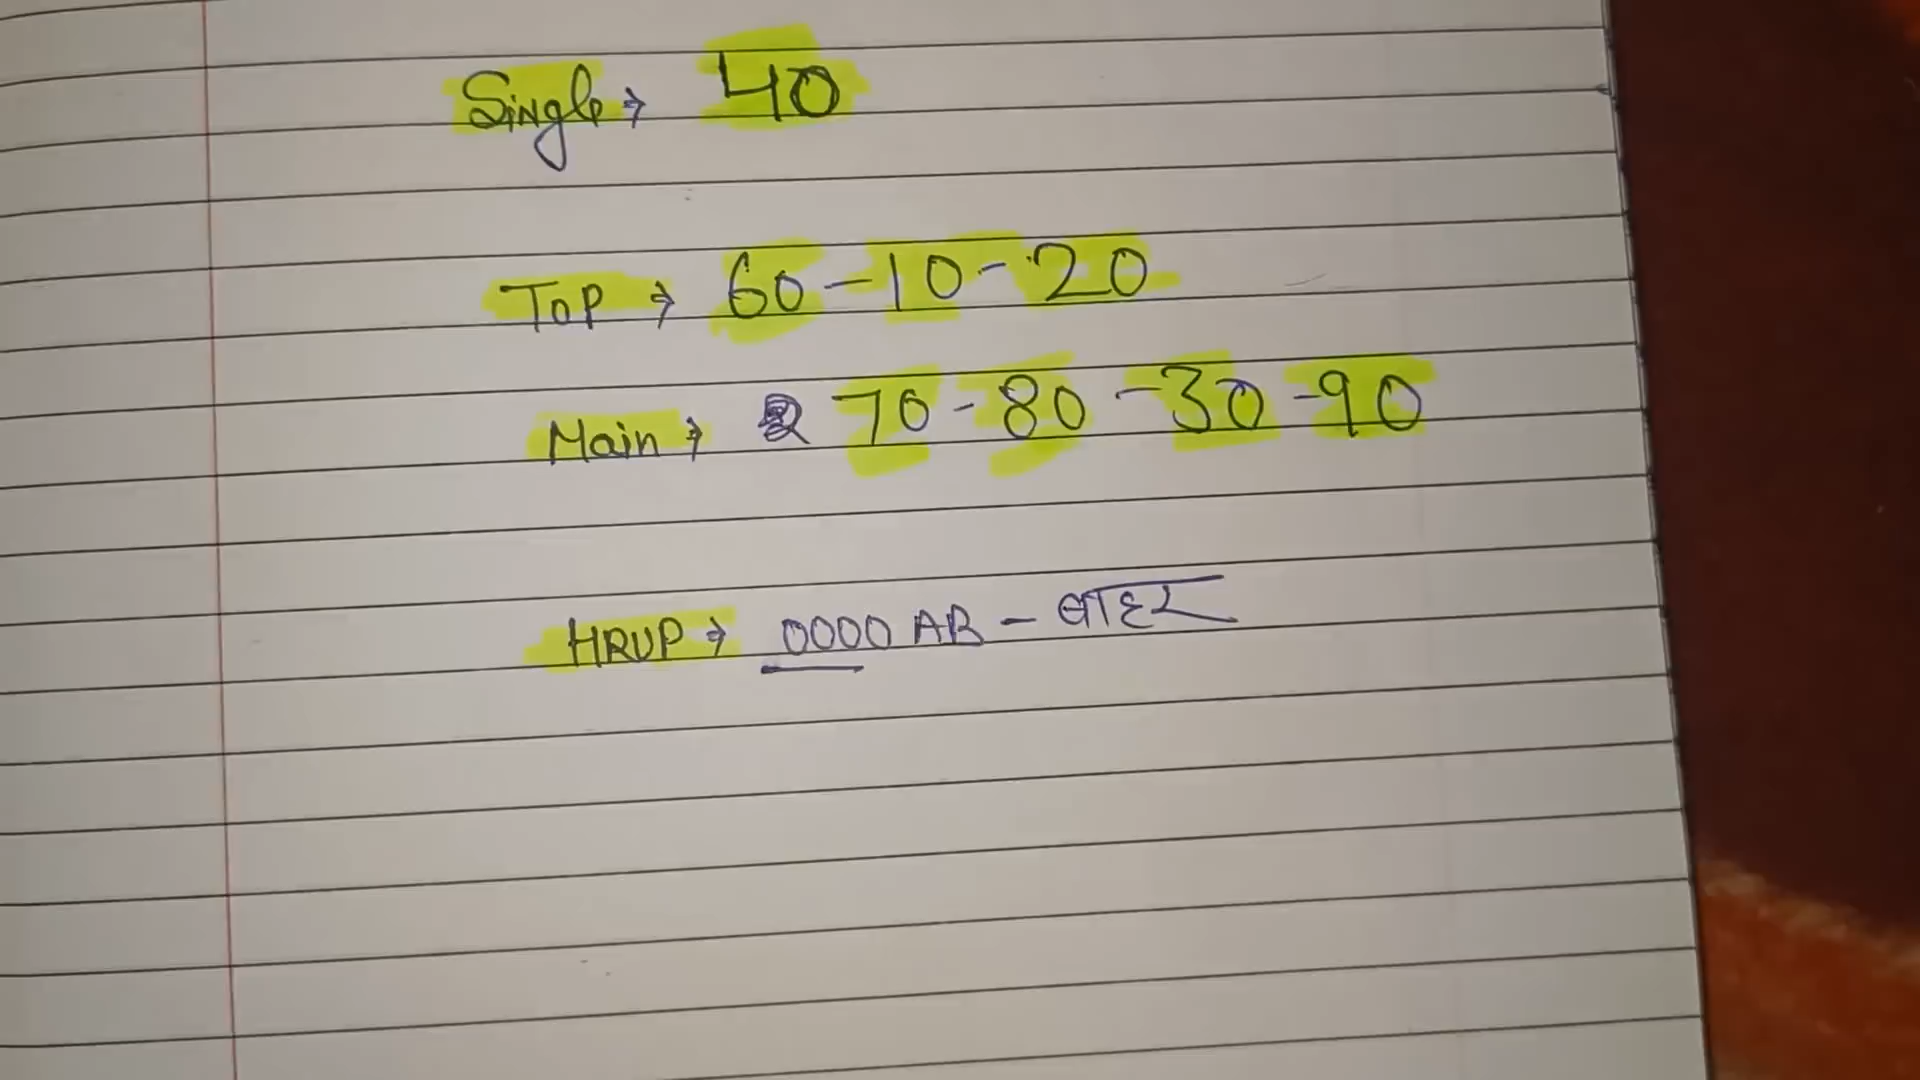 Single → 40
TOP → 60 - 10 - 20
Main → 70 - 80 - 30 - 90
HRUP → 0000 AB - बाहर